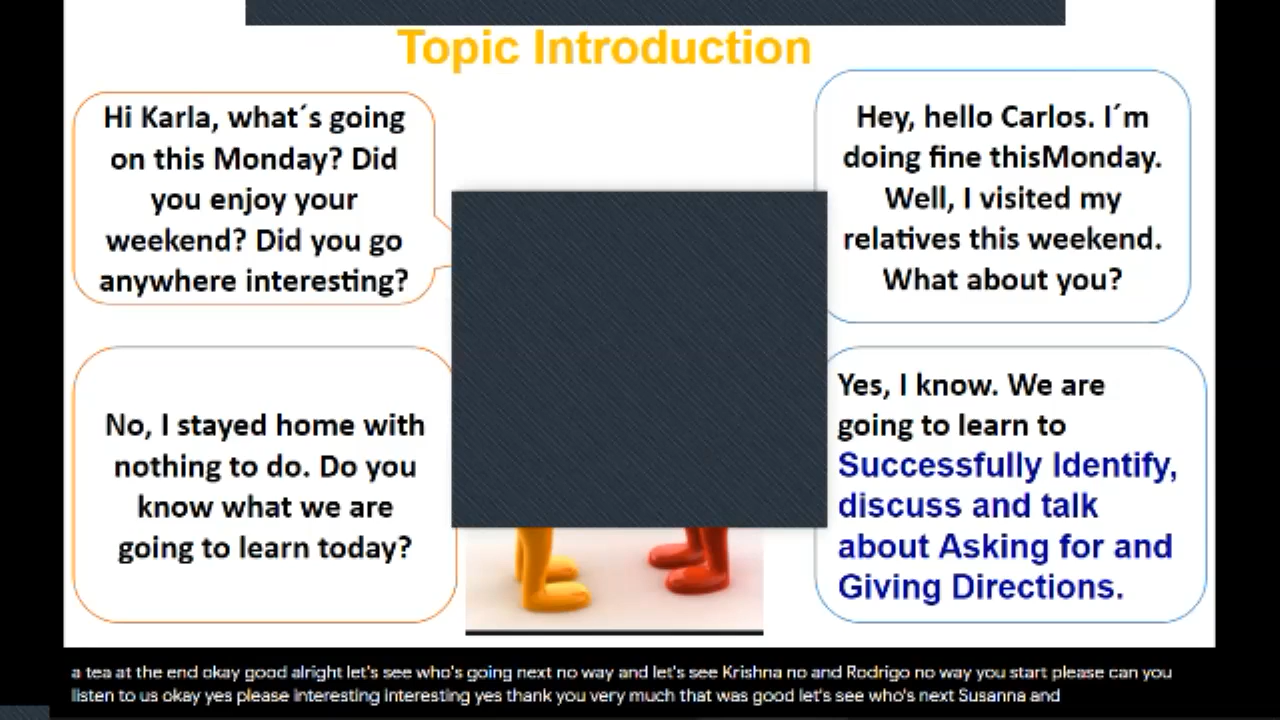 Topic Introduction
Hi Karla, what´s going
on this Monday? Did
you enjoy your
weekend? Did you go
anywhere interesting?
Hey, hello Carlos. I´m
doing fine thisMonday.
Well, I visited my
relatives this weekend.
What about you?
No, I stayed home with
nothing to do. Do you
know what we are
going to learn today?
Yes, I know. We are
going to learn to
Successfully Identify,
discuss and talk
about Asking for and
Giving Directions.
a tea at the end okay good alright let's see who's going next no way and let's see Krishna no and Rodrigo no way you start please can you
listen to us okay yes please interesting interesting yes thank you very much that was good let's see who's next Susanna and